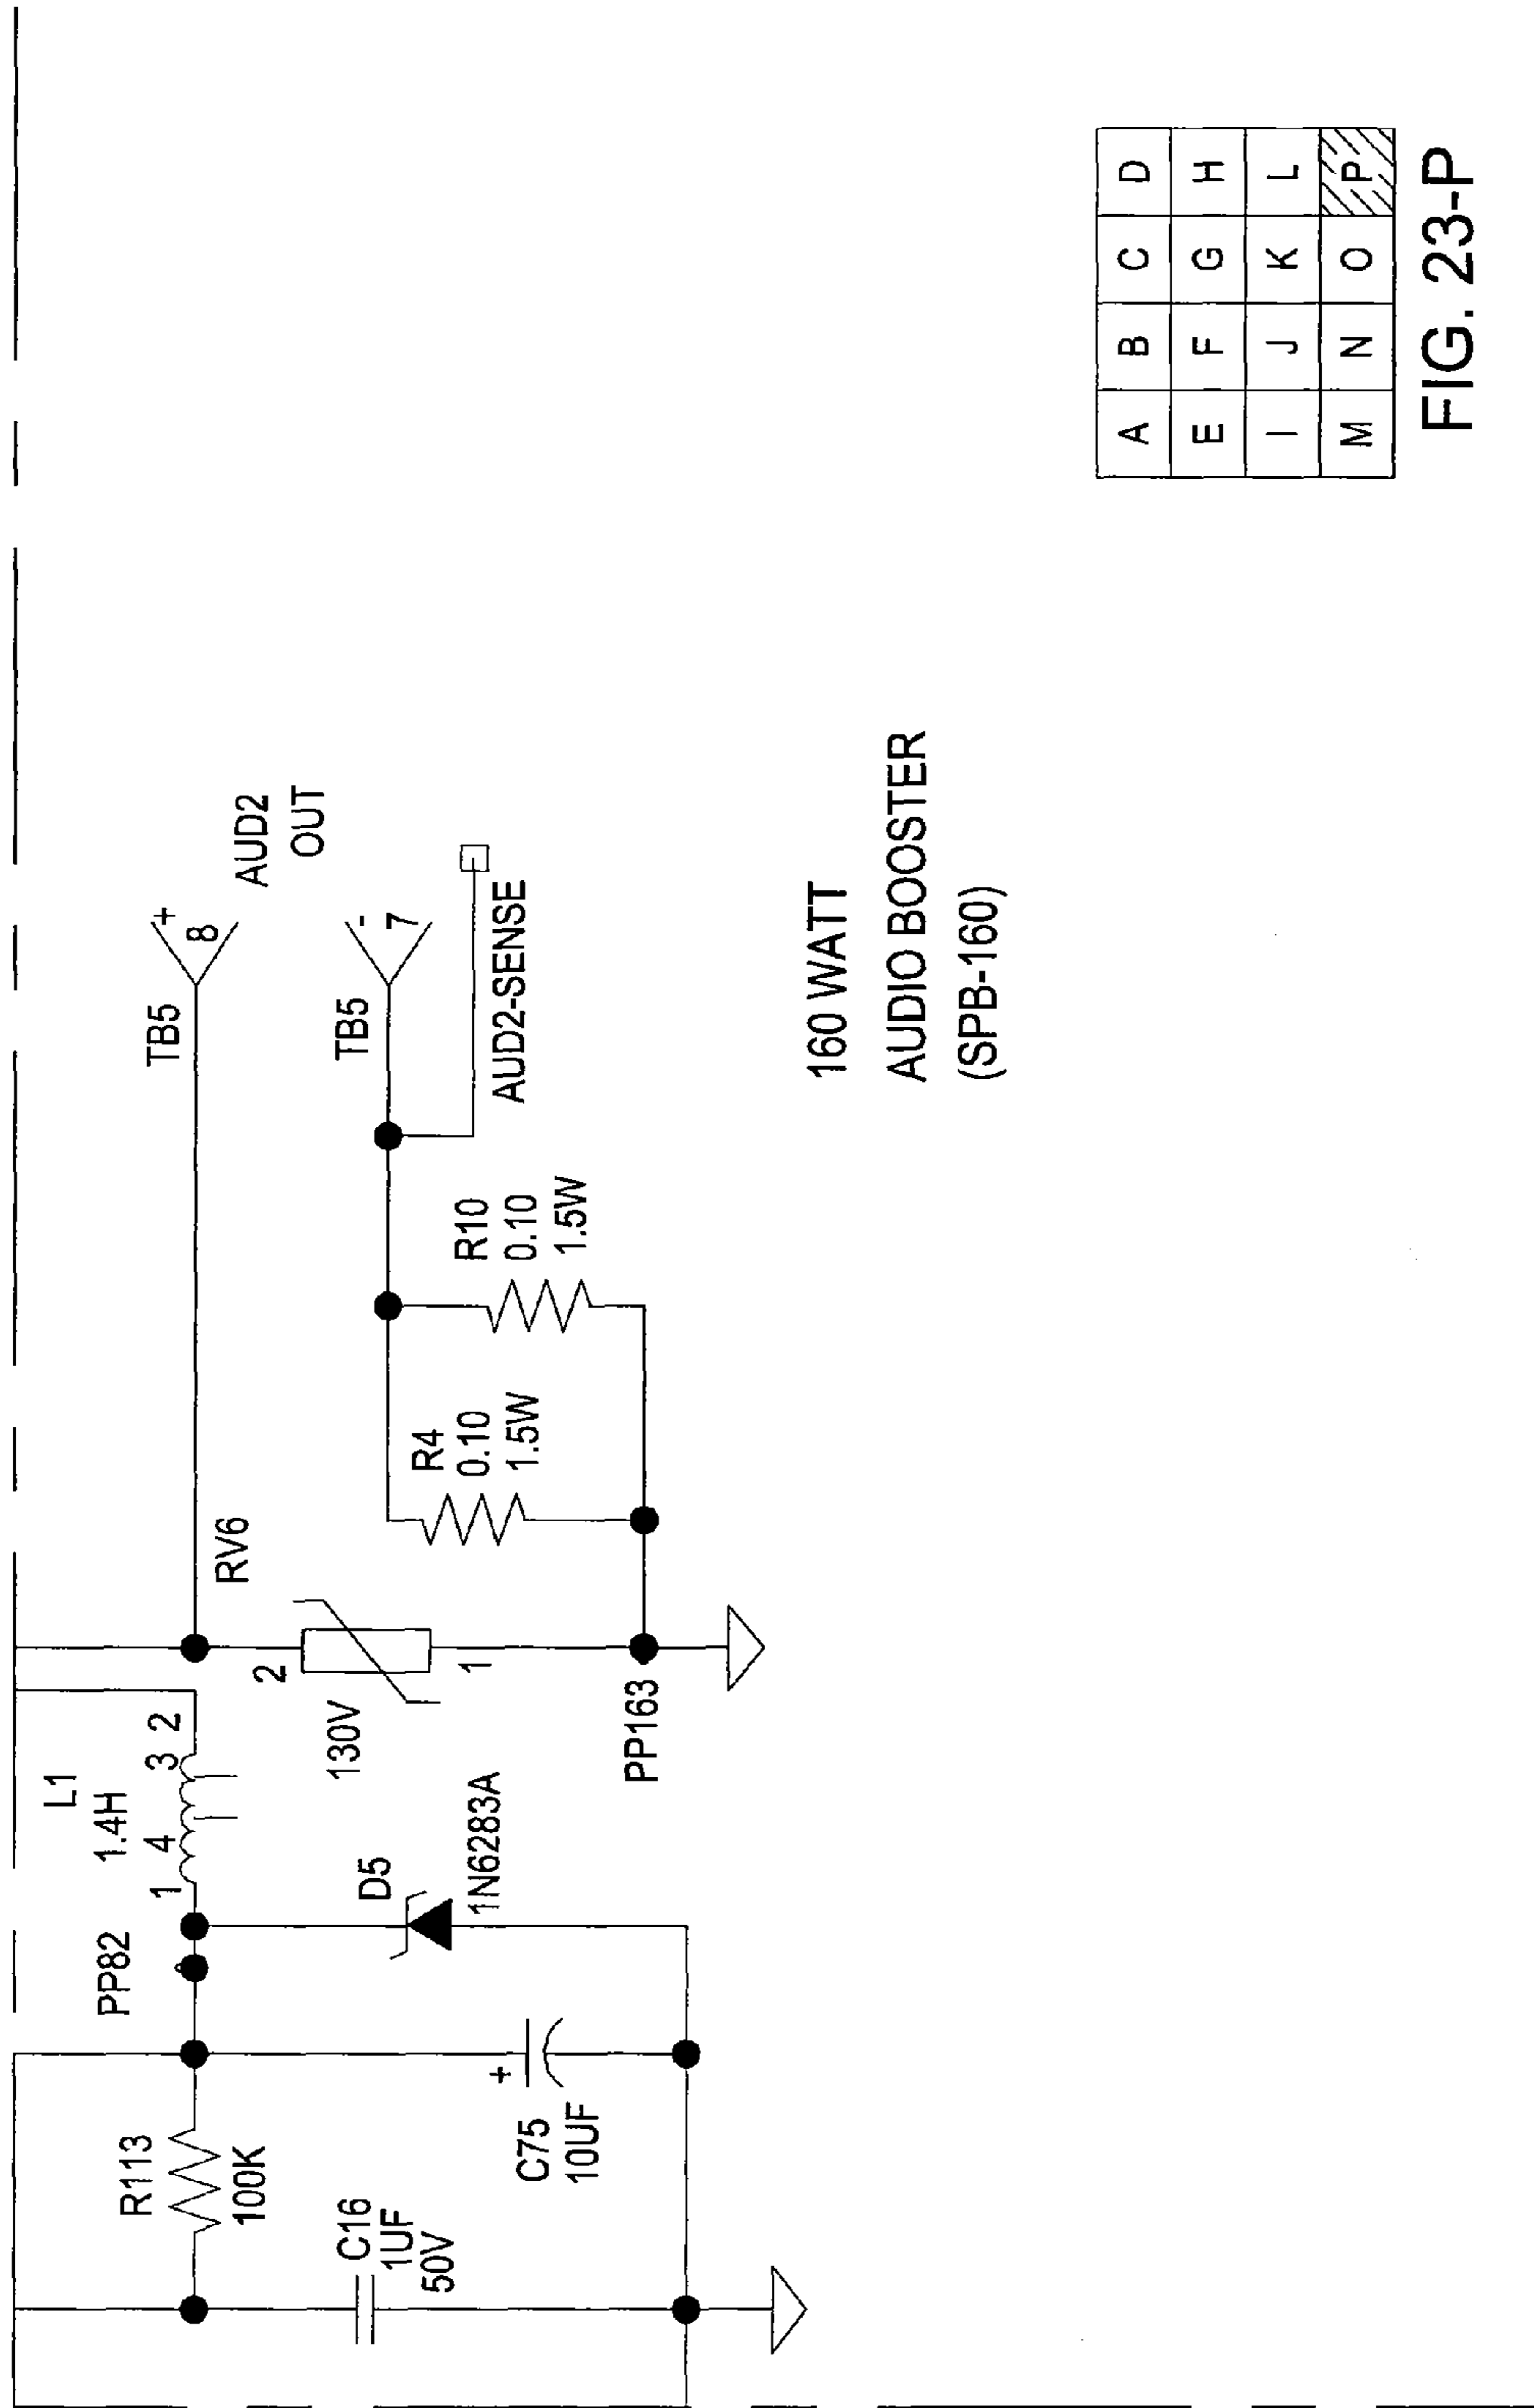 L1
1.4H
1 4 3 2
PP82
R113
100K
C16
1UF
50V
+
C75
10UF
D5
1N6283A
RV6
2
130V
1
PP163
R4
0.10
1.5W
R10
0.10
1.5W
TB5
+
8
AUD2
OUT
TB5
-
7
AUD2-SENSE
160 WATT
AUDIO BOOSTER
(SPB-160)
A B C D
E F G H
I J K L
M N O P
FIG. 23-P